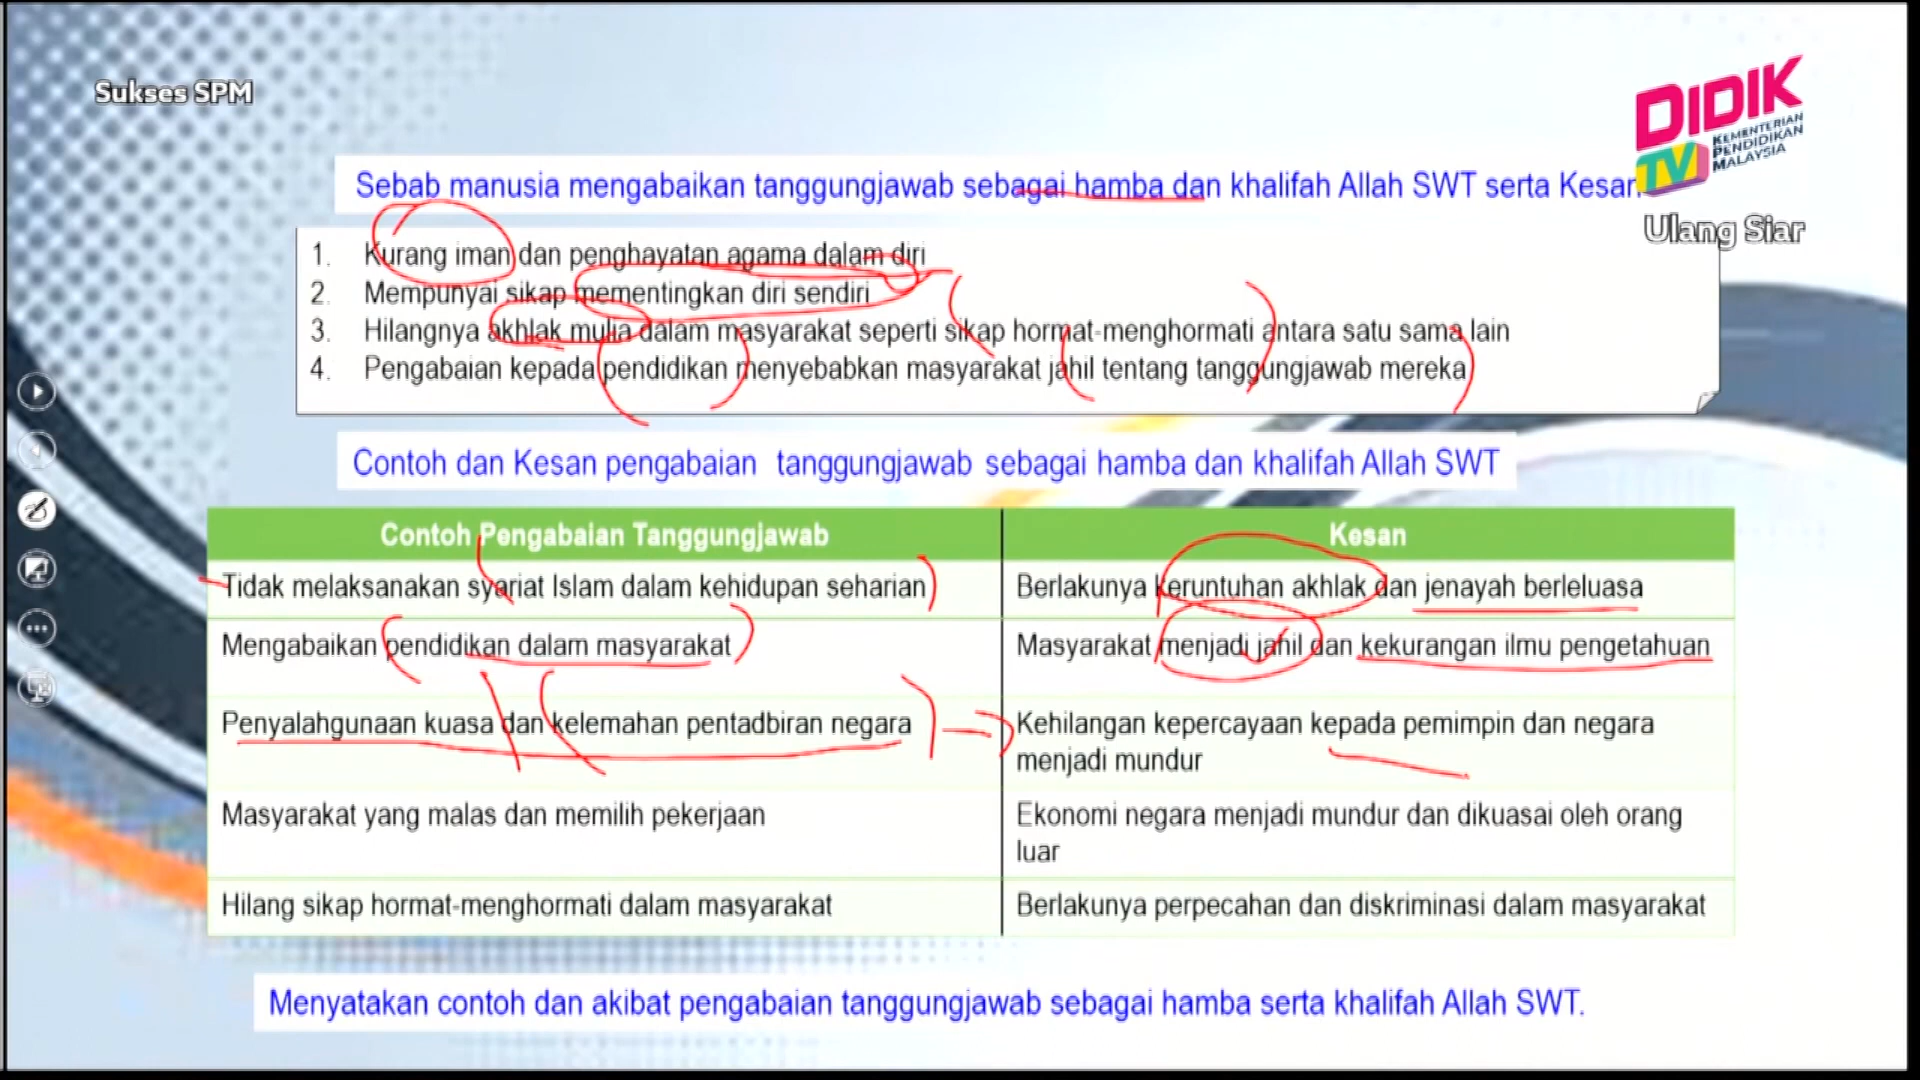 Sukses SPM
DIDIK
TV
KEMENTERIAN
PENDIDIKAN
MALAYSIA
Ulang Siar
Sebab manusia mengabaikan tanggungjawab sebagai hamba dan khalifah Allah SWT serta Kesan
1. Kurang iman dan penghayatan agama dalam diri
2. Mempunyai sikap mementingkan diri sendiri
3. Hilangnya akhlak mulia dalam masyarakat seperti sikap hormat-menghormati antara satu sama lain
4. Pengabaian kepada pendidikan menyebabkan masyarakat jahil tentang tanggungjawab mereka
Contoh dan Kesan pengabaian tanggungjawab sebagai hamba dan khalifah Allah SWT
Contoh Pengabaian Tanggungjawab Kesan
Tidak melaksanakan syariat Islam dalam kehidupan seharian Berlakunya keruntuhan akhlak dan jenayah berleluasa
Mengabaikan pendidikan dalam masyarakat Masyarakat menjadi jahil dan kekurangan ilmu pengetahuan
Penyalahgunaan kuasa dan kelemahan pentadbiran negara Kehilangan kepercayaan kepada pemimpin dan negara
menjadi mundur
Masyarakat yang malas dan memilih pekerjaan Ekonomi negara menjadi mundur dan dikuasai oleh orang
luar
Hilang sikap hormat-menghormati dalam masyarakat Berlakunya perpecahan dan diskriminasi dalam masyarakat
Menyatakan contoh dan akibat pengabaian tanggungjawab sebagai hamba serta khalifah Allah SWT.